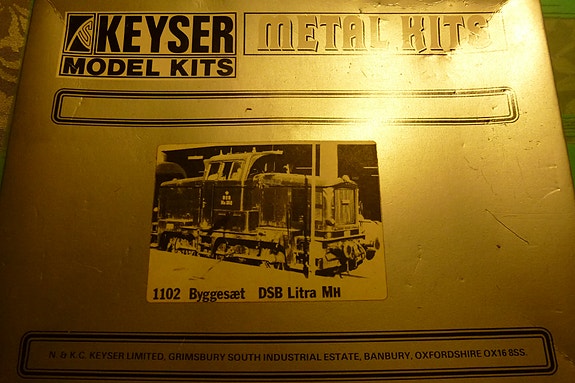 KEYSER
MODEL KITS
METAL KITS
1102 Byggesæt DSB Litra MH
N. & K.C. KEYSER LIMITED, GRIMSBURY SOUTH INDUSTRIAL ESTATE, BANBURY, OXFORDSHIRE OX16 8SS.